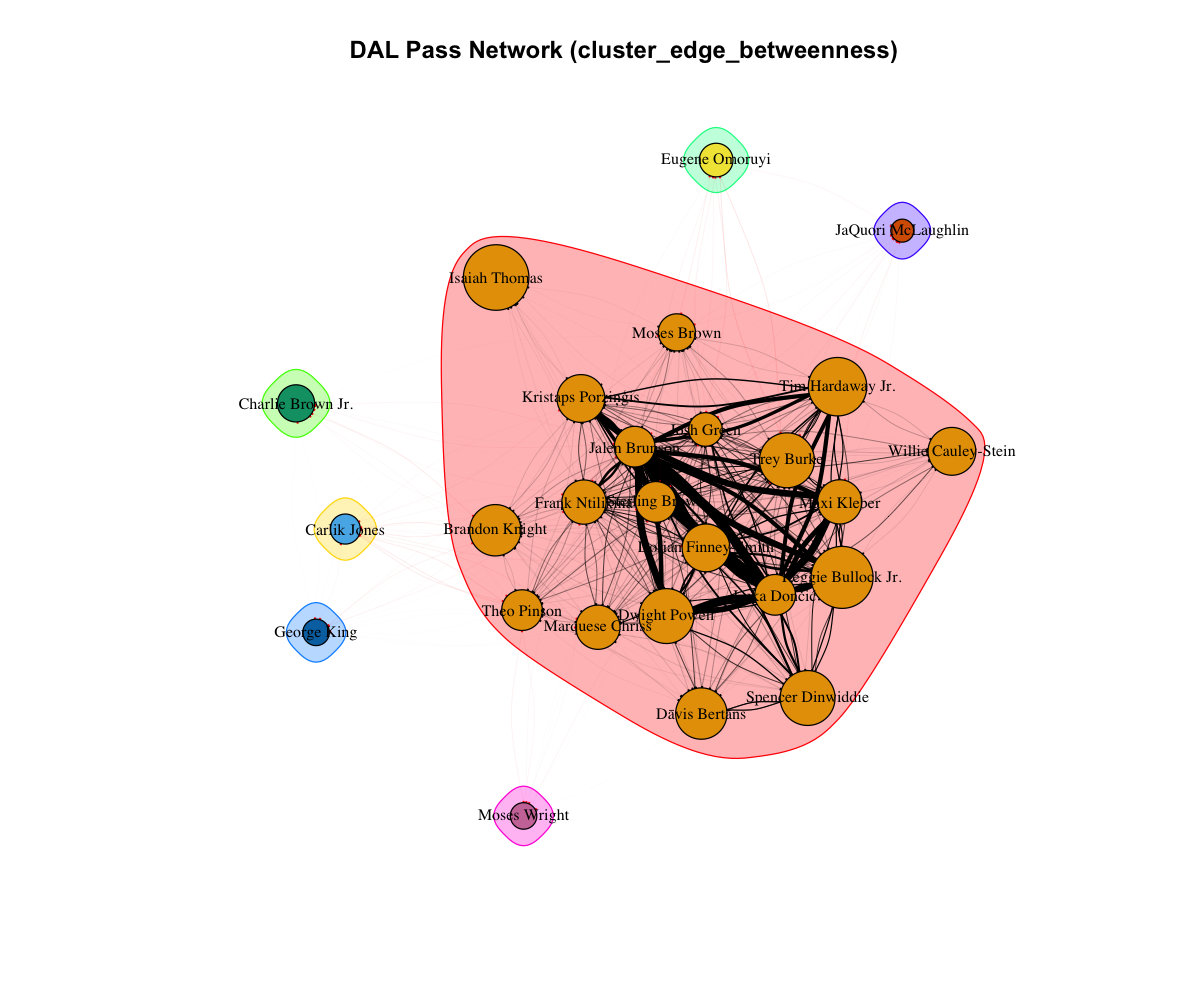 DAL Pass Network (cluster_edge_betweenness)
Eugene Omoruyi
JaQuori McLaughlin
Isaiah Thomas
Moses Brown
Tim Hardaway Jr.
Kristaps Porzingis
Charlie Brown Jr.
Josh Green
Jalen Brunson
Willie Cauley-Stein
Trey Burke
Frank Ntilikina
Sterling Brown
Maxi Kleber
Carlik Jones
Brandon Knight
Dorian Finney-Smith
Reggie Bullock Jr.
Luka Doncic
Theo Pinson
Dwight Powell
Marquese Chriss
George King
Spencer Dinwiddie
Dāvis Bertāns
Moses Wright